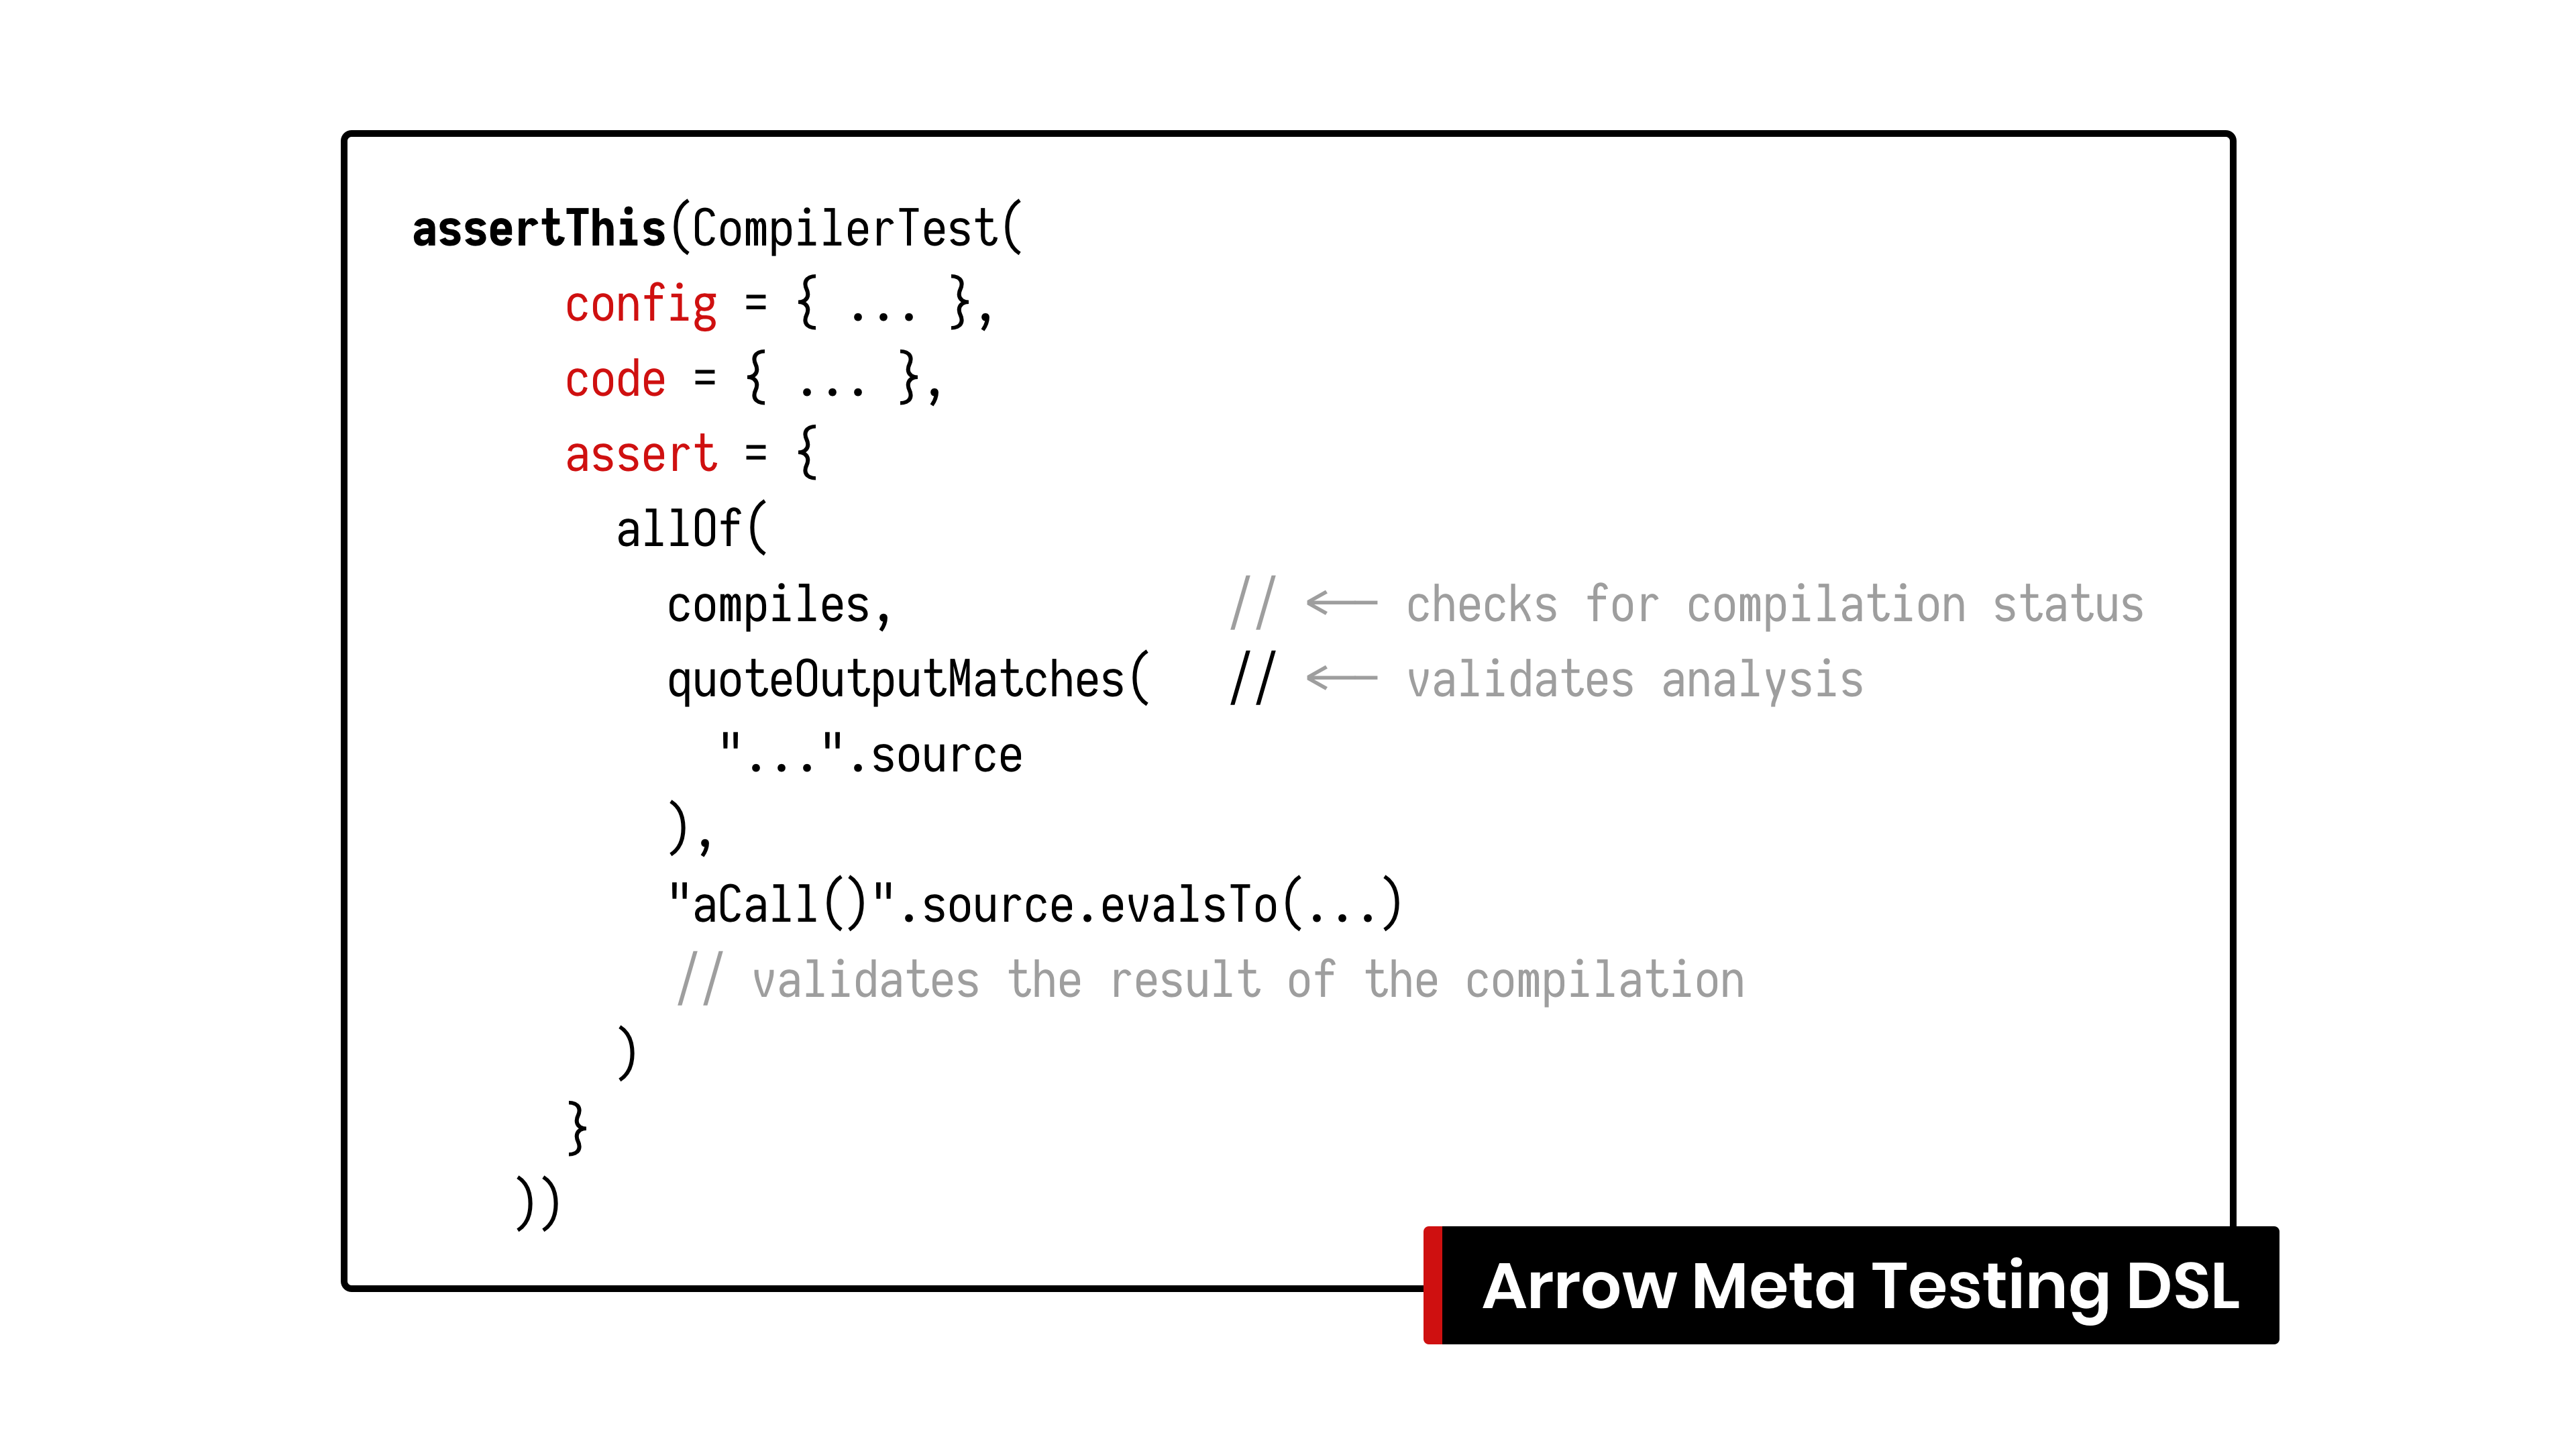 assertThis(CompilerTest(
config = { ... },
code = { ... },
assert = {
allOf(
compiles, // ⟵ checks for compilation status
quoteOutputMatches( // ⟵ validates analysis
"...".source
),
"aCall()".source.evalsTo(...)
// validates the result of the compilation
)
}
))
Arrow Meta Testing DSL